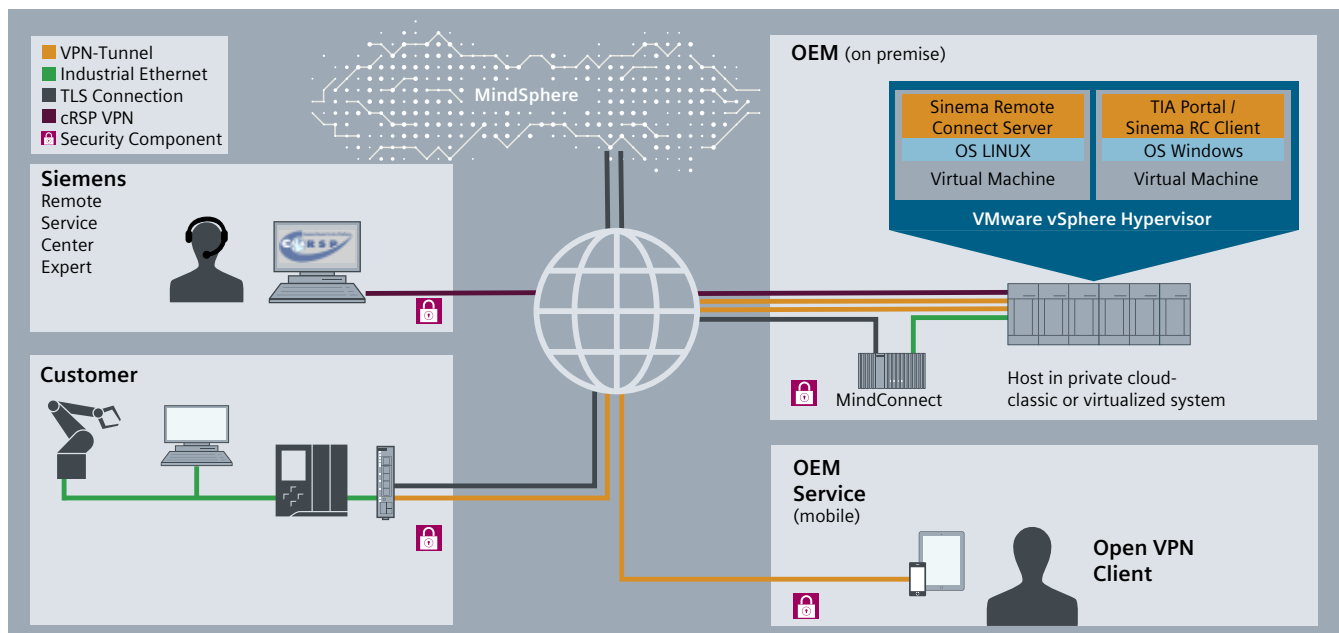 VPN-Tunnel
Industrial Ethernet
TLS Connection
cRSP VPN
Security Component
MindSphere
Siemens
Remote
Service
Center
Expert
Customer
OEM (on premise)
Sinema Remote
Connect Server
OS LINUX
Virtual Machine
TIA Portal /
Sinema RC Client
OS Windows
Virtual Machine
VMware vSphere Hypervisor
MindConnect
Host in private cloud-
classic or virtualized system
OEM
Service
(mobile)
Open VPN
Client